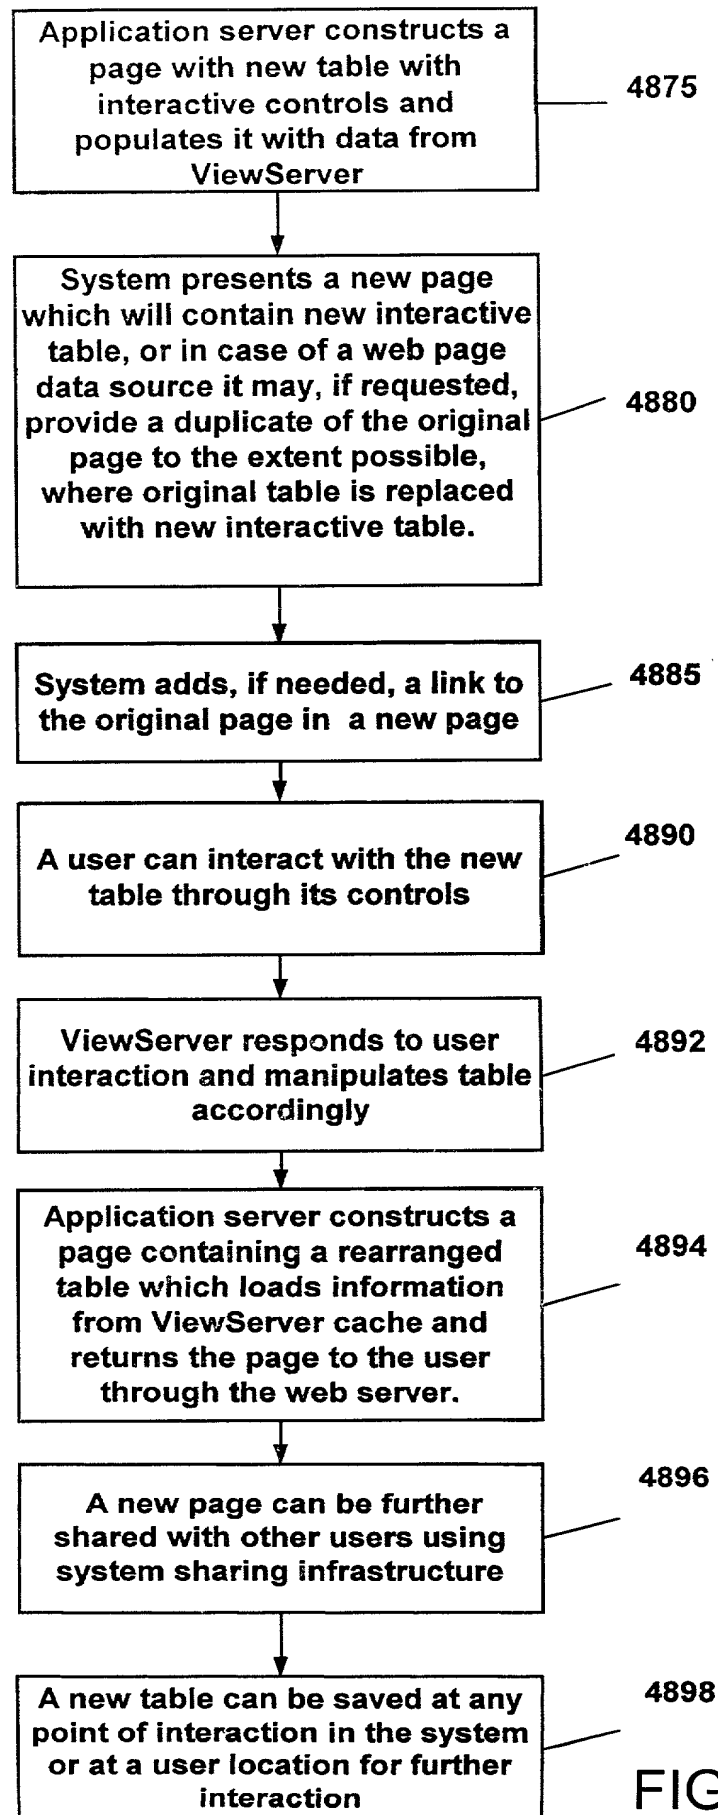 Application server constructs a
page with new table with
interactive controls and
populates it with data from
ViewServer
4875
System presents a new page
which will contain new interactive
table, or in case of a web page
data source it may, if requested,
provide a duplicate of the original
page to the extent possible,
where original table is replaced
with new interactive table.
4880
System adds, if needed, a link to
the original page in a new page
4885
A user can interact with the new
table through its controls
4890
ViewServer responds to user
interaction and manipulates table
accordingly
4892
Application server constructs a
page containing a rearranged
table which loads information
from ViewServer cache and
returns the page to the user
through the web server.
4894
A new page can be further
shared with other users using
system sharing infrastructure
4896
A new table can be saved at any
point of interaction in the system
or at a user location for further
interaction
4898
FIG